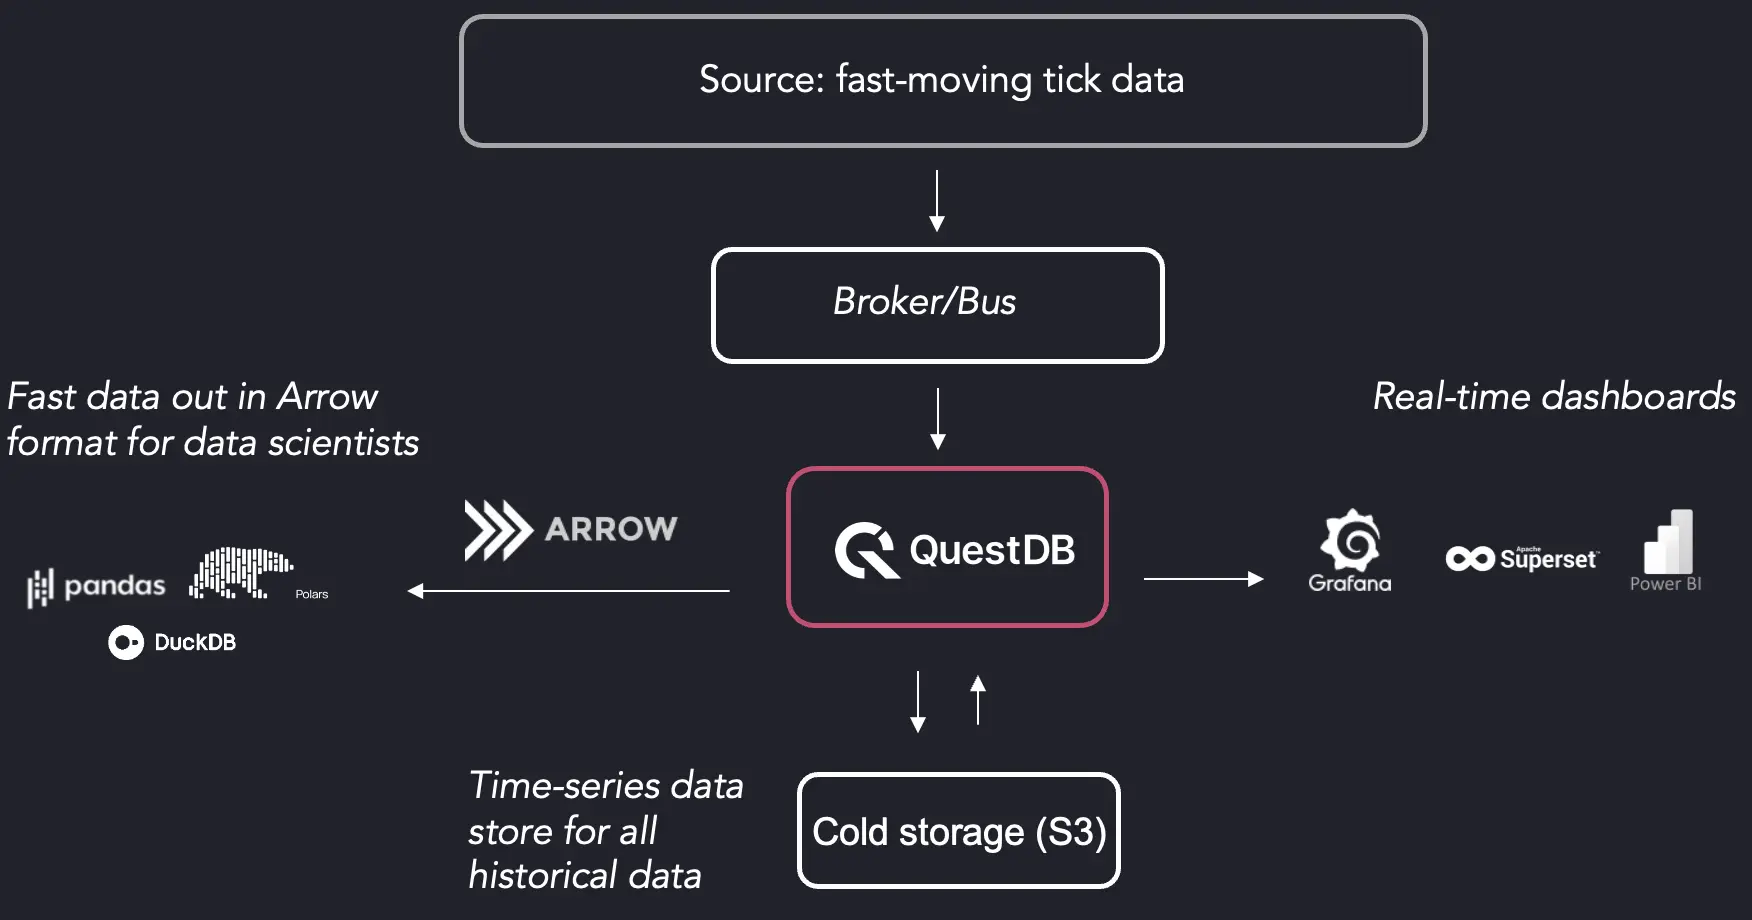 Source: fast-moving tick data
Broker/Bus
Fast data out in Arrow
format for data scientists
Real-time dashboards
ARROW
QuestDB
pandas
Polars
DuckDB
Grafana
Apache
Superset™
Power BI
Time-series data
store for all
historical data
Cold storage (S3)